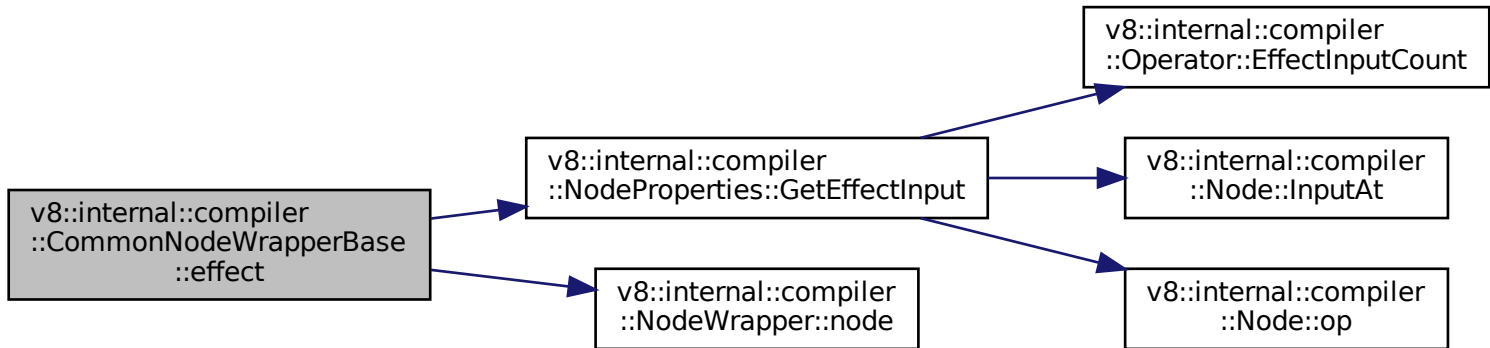 v8::internal::compiler
::CommonNodeWrapperBase
::effect
v8::internal::compiler
::NodeProperties::GetEffectInput
v8::internal::compiler
::NodeWrapper::node
v8::internal::compiler
::Operator::EffectInputCount
v8::internal::compiler
::Node::InputAt
v8::internal::compiler
::Node::op